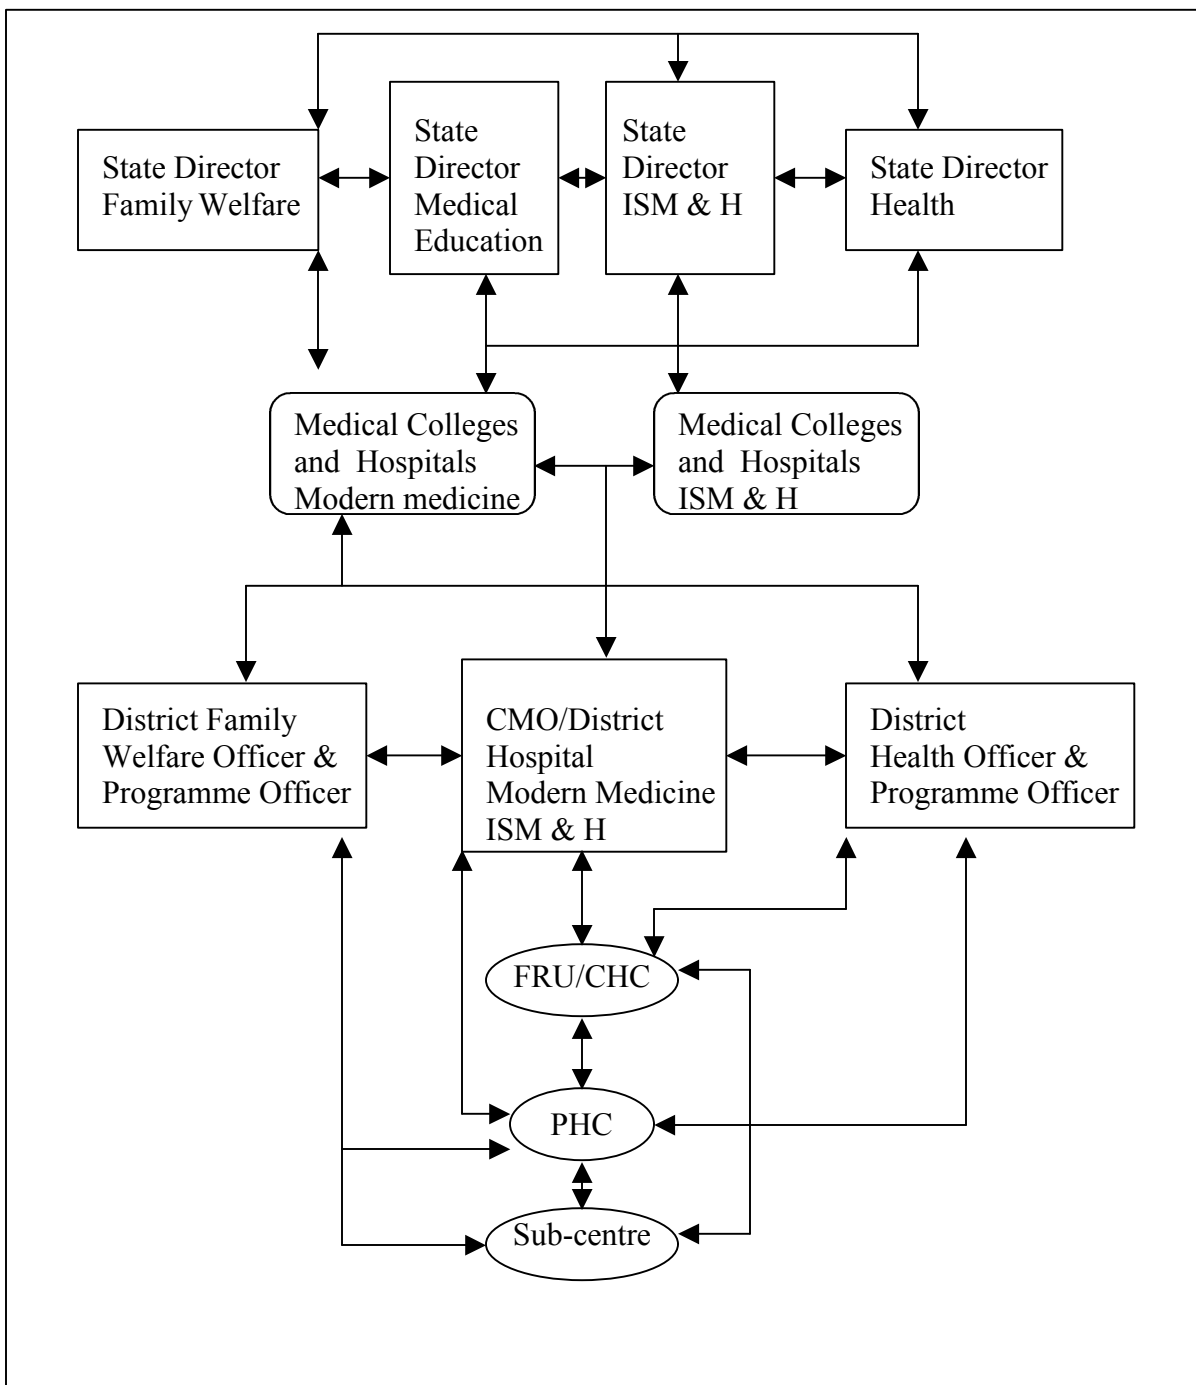 State Director
Family Welfare
State
Director
Medical
Education
State
Director
ISM & H
State Director
Health
Medical Colleges
and Hospitals
Modern medicine
Medical Colleges
and Hospitals
ISM & H
District Family
Welfare Officer &
Programme Officer
CMO/District
Hospital
Modern Medicine
ISM & H
District
Health Officer &
Programme Officer
FRU/CHC
PHC
Sub-centre